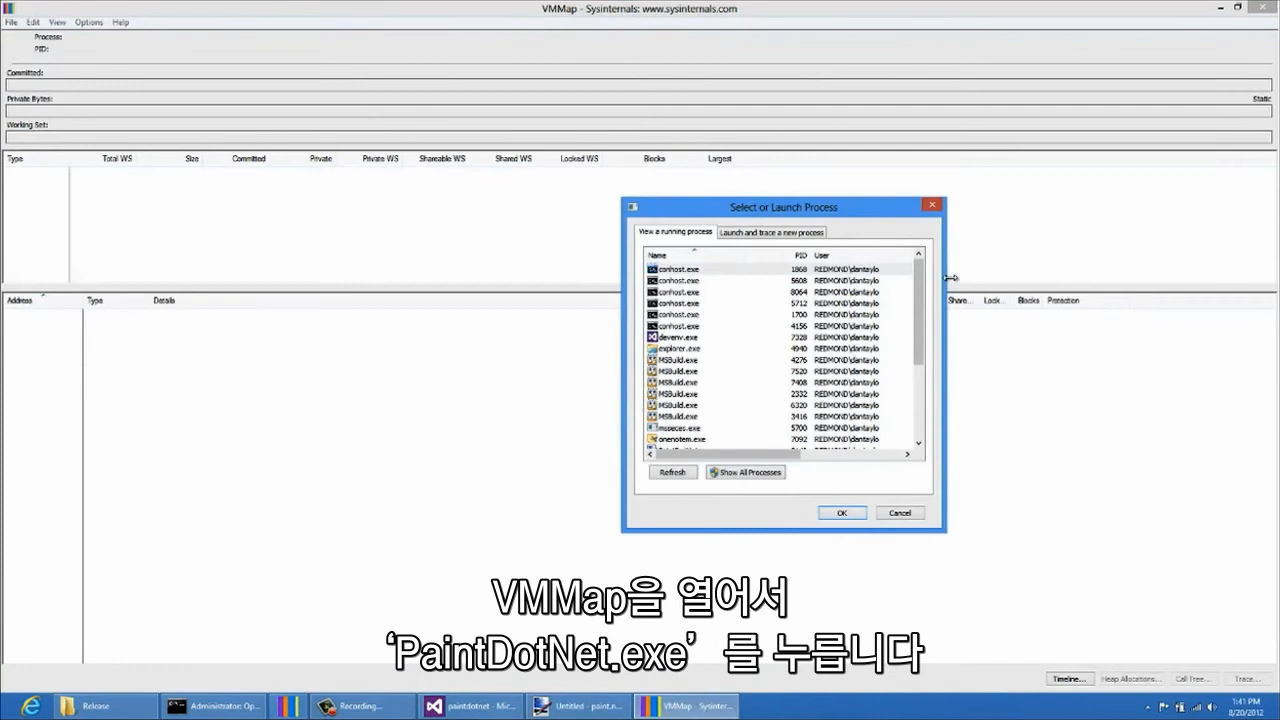 VMMap - Sysinternals: www.sysinternals.com
File Edit View Options Help
Process:
PID:
Committed:
Private Bytes: Static
Working Set:
Type Total WS Size Committed Private Private WS Shareable WS Shared WS Locked WS Blocks Largest
Select or Launch Process
View a running process Launch and trace a new process
Name PID User
conhost.exe 1868 REDMOND\dantaylo
conhost.exe 5608 REDMOND\dantaylo
conhost.exe 8064 REDMOND\dantaylo
conhost.exe 5712 REDMOND\dantaylo
conhost.exe 1700 REDMOND\dantaylo
conhost.exe 4156 REDMOND\dantaylo
devenv.exe 7328 REDMOND\dantaylo
explorer.exe 4940 REDMOND\dantaylo
MSBuild.exe 4276 REDMOND\dantaylo
MSBuild.exe 7520 REDMOND\dantaylo
MSBuild.exe 7408 REDMOND\dantaylo
MSBuild.exe 2332 REDMOND\dantaylo
MSBuild.exe 6320 REDMOND\dantaylo
MSBuild.exe 3416 REDMOND\dantaylo
msseces.exe 5700 REDMOND\dantaylo
onenotem.exe 7092 REDMOND\dantaylo
Refresh Show All Processes
OK Cancel
Address Type Details Share... Lock... Blocks Protection
VMMap을 열어서
‘PaintDotNet.exe’를 누릅니다
Timeline... Heap Allocations... Call Tree... Trace...
Release Administrator: Op... Recording... paintdotnet - Mic... Untitled - paint.n... VMMap - Sysinter... 1:41 PM
8/20/2012